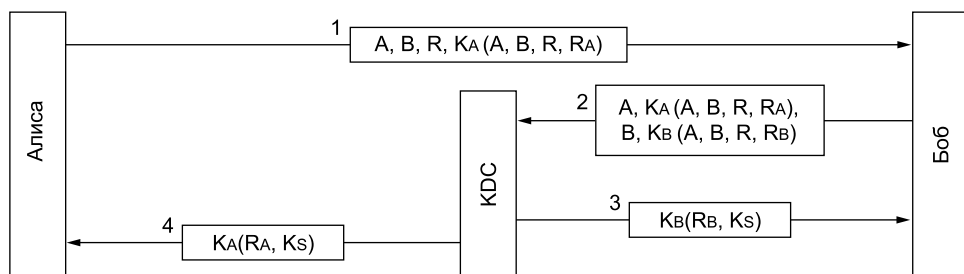 1
A, B, R, KA (A, B, R, RA)
Алиса
KDC
Боб
2
A, KA (A, B, R, RA),
B, KB (A, B, R, RB)
3
KB(RB, KS)
4
KA(RA, KS)